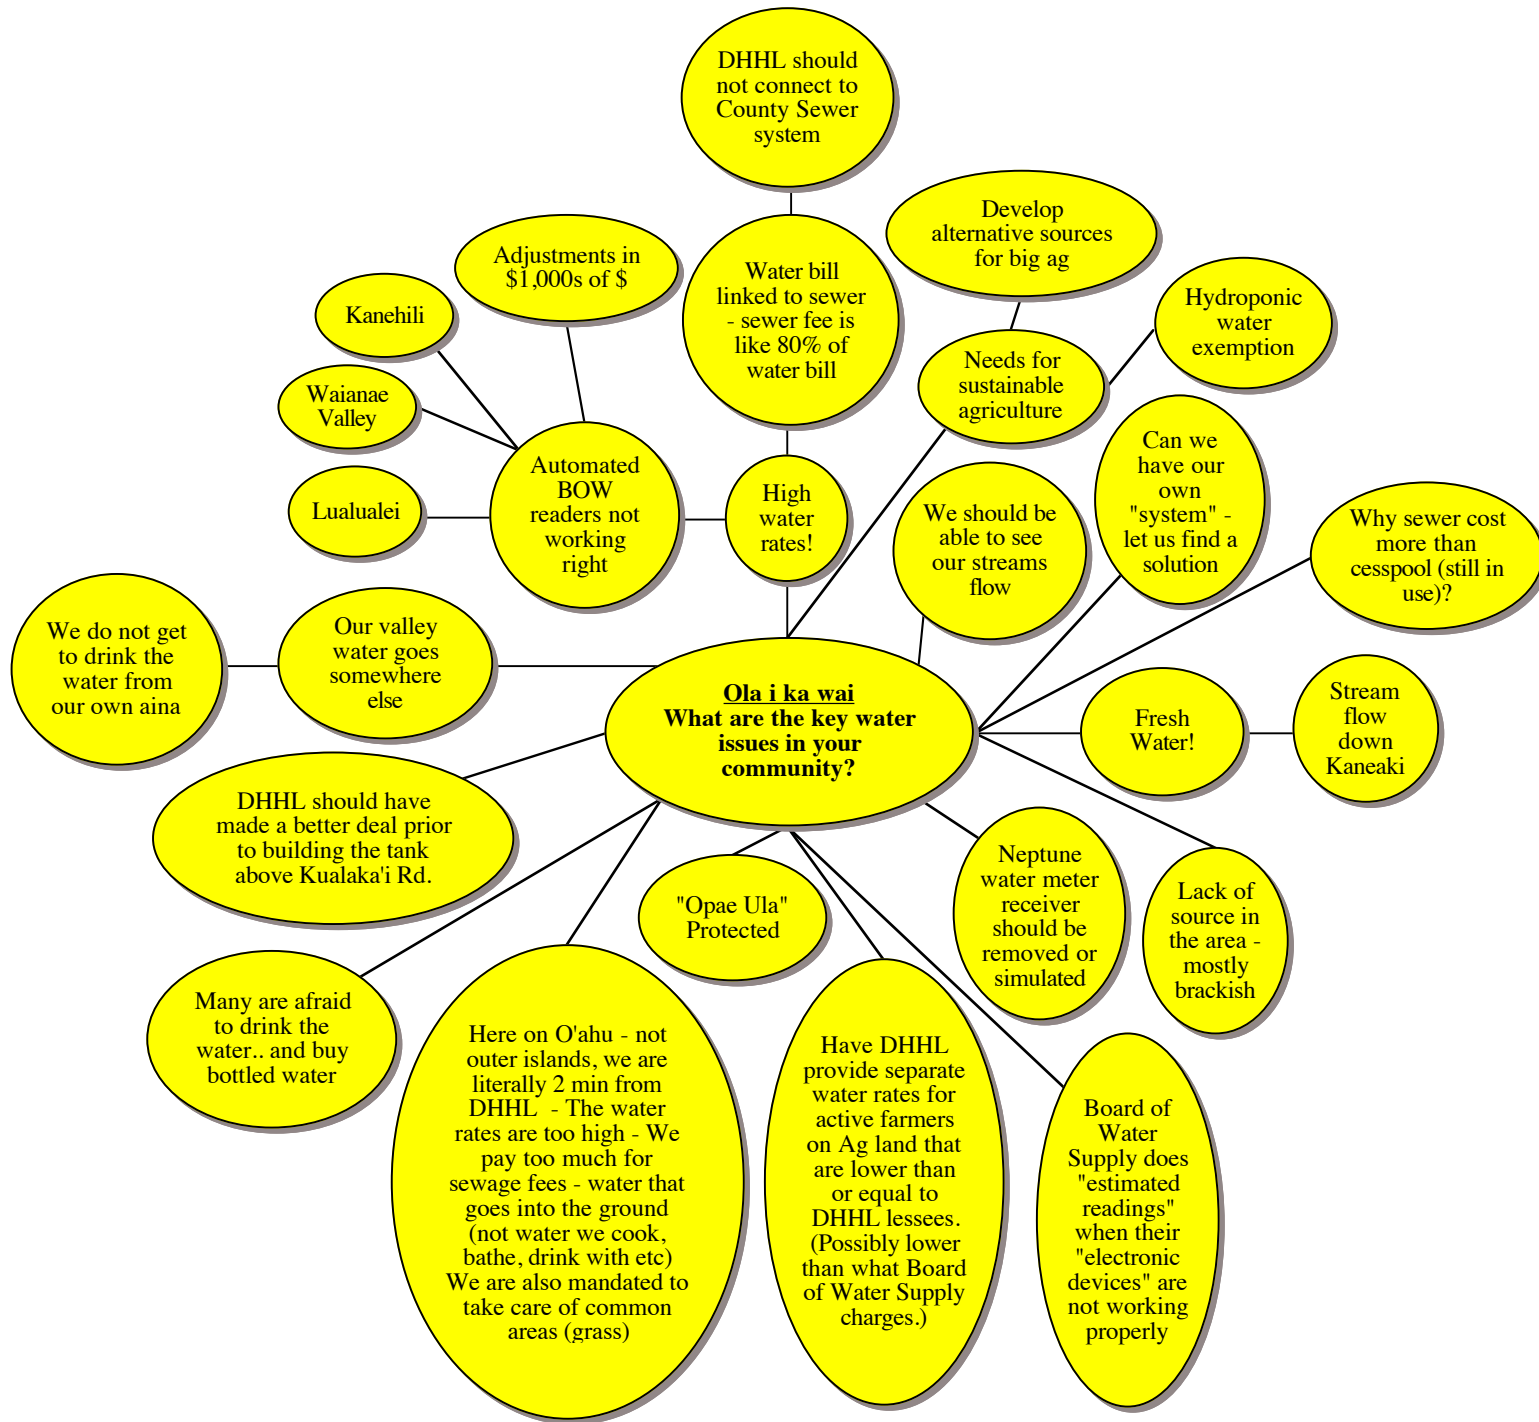 DHHL should
not connect to
County Sewer
system
Develop
alternative sources
for big ag
Adjustments in
$1,000s of $
Water bill
linked to sewer
- sewer fee is
like 80% of
water bill
Hydroponic
water
exemption
Kanehili
Needs for
sustainable
agriculture
Waianae
Valley
Can we
have our
own
"system" -
let us find a
solution
Automated
BOW
readers not
working
right
High
water
rates!
Lualualei
We should be
able to see
our streams
flow
Why sewer cost
more than
cesspool (still in
use)?
We do not get
to drink the
water from
our own aina
Our valley
water goes
somewhere
else
Ola i ka wai
What are the key water
issues in your
community?
Fresh
Water!
Stream
flow
down
Kaneaki
DHHL should have
made a better deal prior
to building the tank
above Kualaka'i Rd.
"Opae Ula"
Protected
Neptune
water meter
receiver
should be
removed or
simulated
Lack of
source in
the area -
mostly
brackish
Many are afraid
to drink the
water.. and buy
bottled water
Here on O'ahu - not
outer islands, we are
literally 2 min from
DHHL  - The water
rates are too high - We
pay too much for
sewage fees - water that
goes into the ground
(not water we cook,
bathe, drink with etc)
We are also mandated to
take care of common
areas (grass)
Have DHHL
provide separate
water rates for
active farmers
on Ag land that
are lower than
or equal to
DHHL lessees.
(Possibly lower
than what Board
of Water Supply
charges.)
Board of
Water
Supply does
"estimated
readings"
when their
"electronic
devices" are
not working
properly